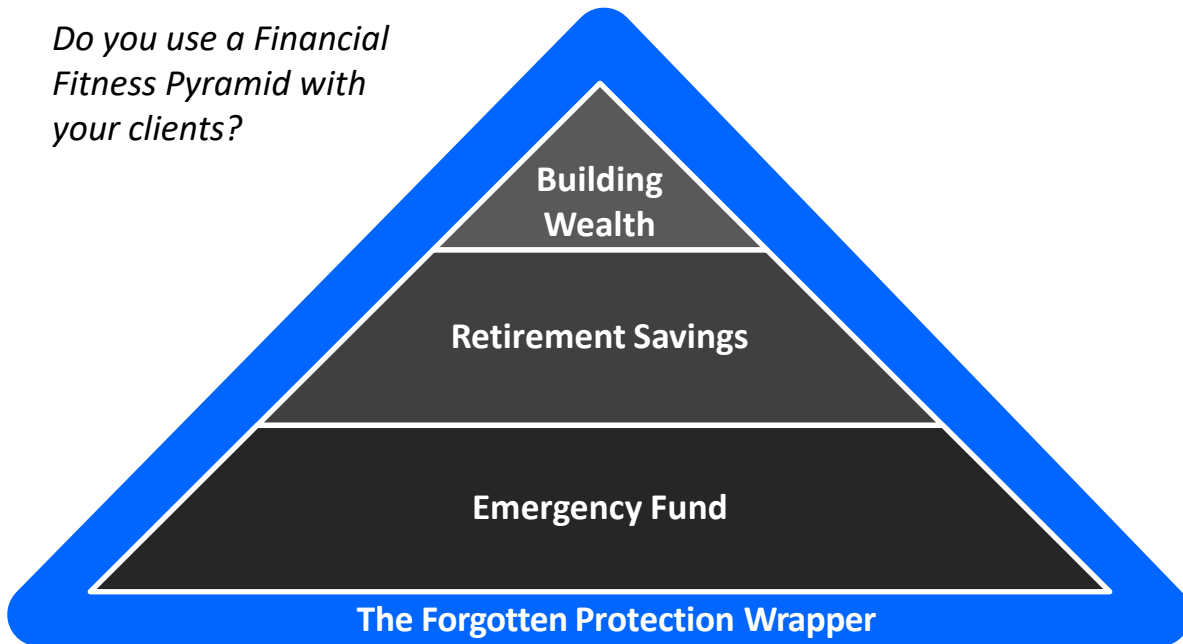 Do you use a Financial
Fitness Pyramid with
your clients?
Building
Wealth
Retirement Savings
Emergency Fund
The Forgotten Protection Wrapper